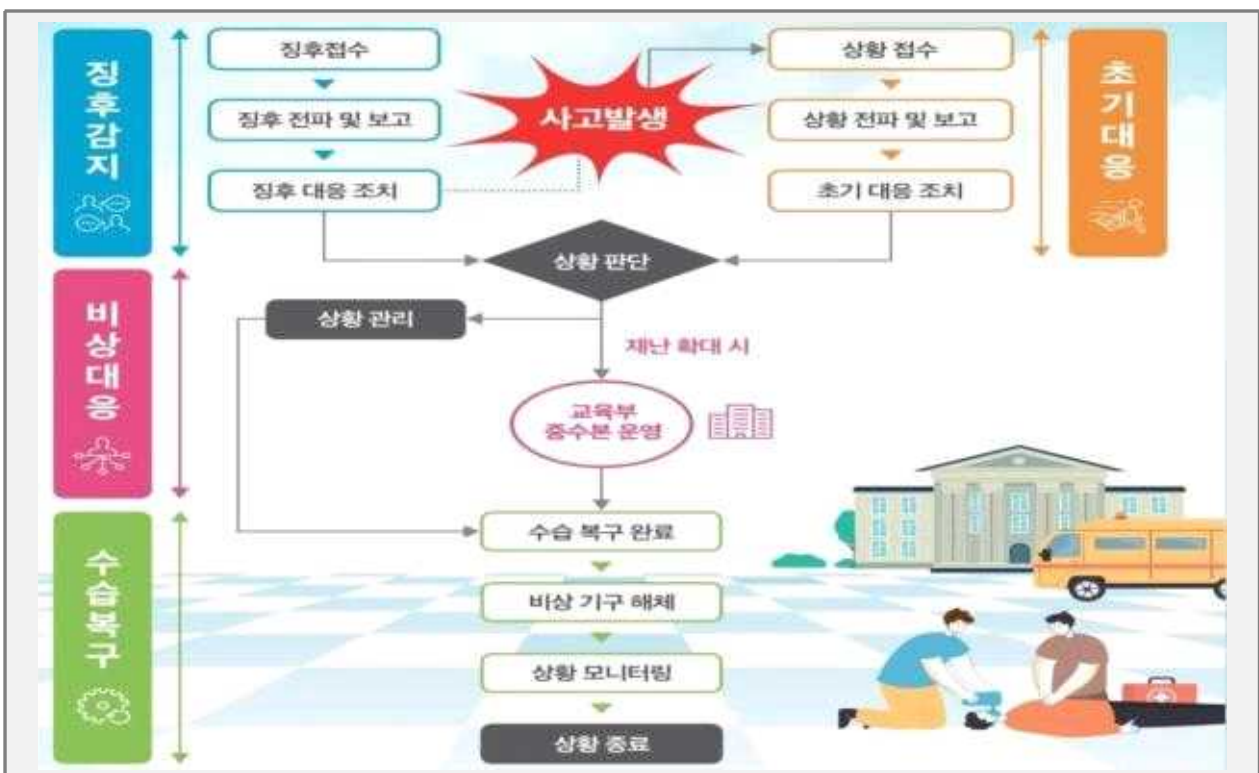 징후감지
징후접수
징후 전파 및 보고
징후 대응 조치
사고발생
상황 접수
상황 전파 및 보고
초기 대응 조치
초기대응
상황 판단
비상대응
상황 관리
재난 확대 시
교육부
중수본 운영
수습복구
수습 복구 완료
비상 기구 해체
상황 모니터링
상황 종료